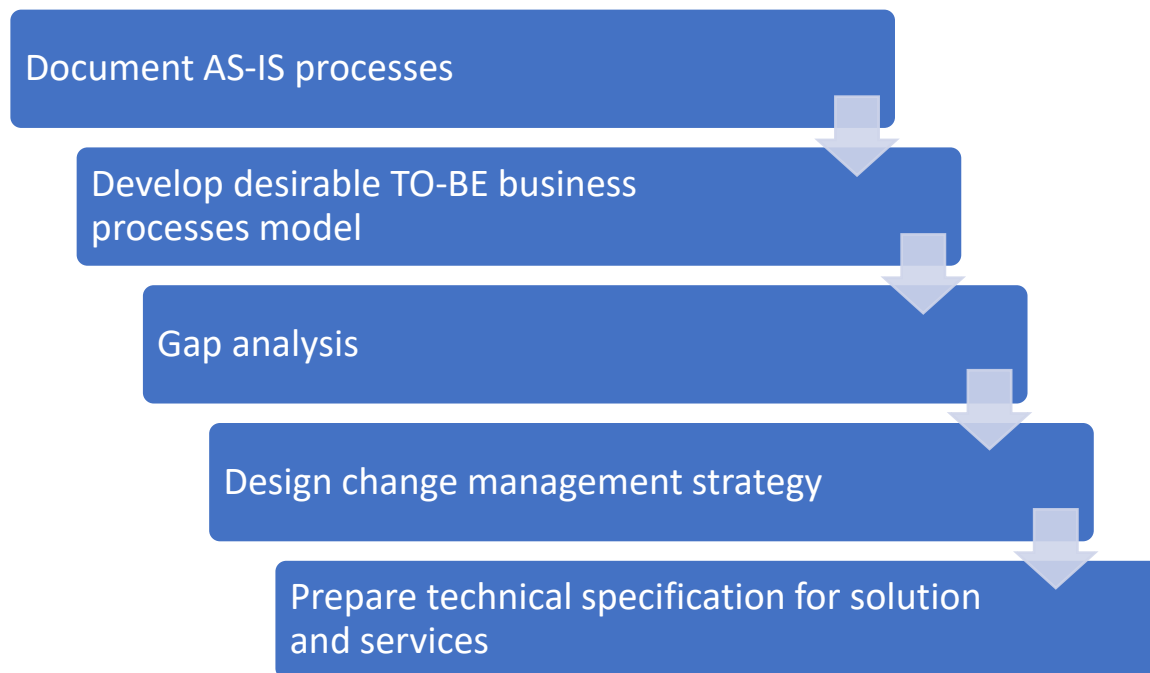 Document AS-IS processes
Develop desirable TO-BE business
processes model
Gap analysis
Design change management strategy
Prepare technical specification for solution
and services